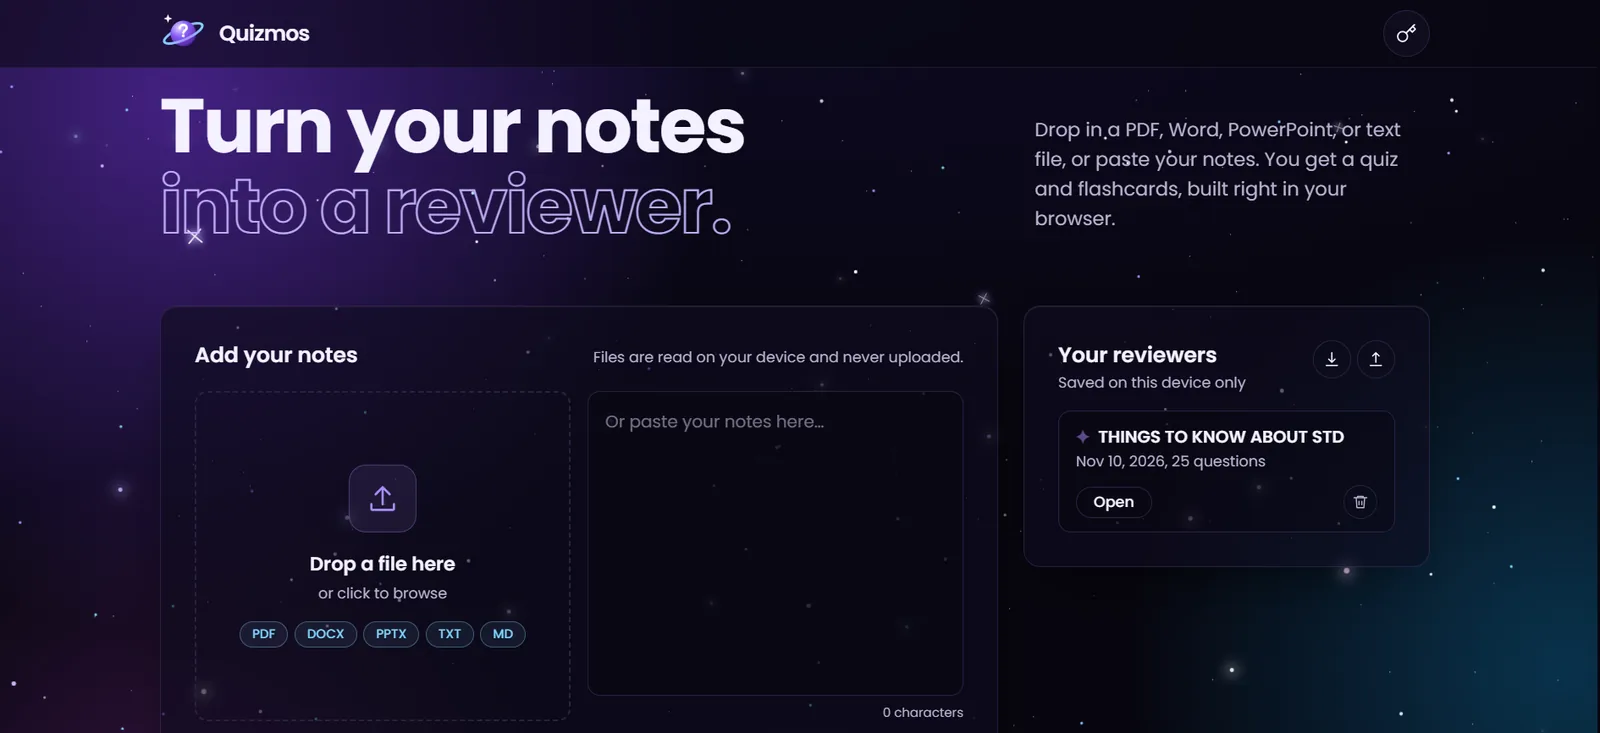 Quizmos
Turn your notes
into a reviewer.
Drop in a PDF, Word, PowerPoint, or text
file, or paste your notes. You get a quiz
and flashcards, built right in your
browser.
Add your notes
Files are read on your device and never uploaded.
Drop a file here
or click to browse
PDF DOCX PPTX TXT MD
Or paste your notes here...
0 characters
Your reviewers
Saved on this device only
THINGS TO KNOW ABOUT STD
Nov 10, 2026, 25 questions
Open